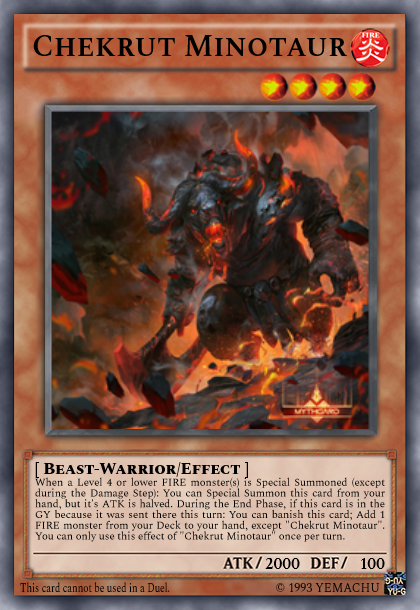 CHEKRUT MINOTAUR
FIRE
炎
MYTHGARD
[ BEAST-WARRIOR/EFFECT ]
When a Level 4 or lower FIRE monster(s) is Special Summoned (except
during the Damage Step): You can Special Summon this card from your
hand, but it's ATK is halved. During the End Phase, if this card is in the
GY because it was sent there this turn: You can banish this card; Add 1
FIRE monster from your Deck to your hand, except "Chekrut Minotaur".
You can only use this effect of "Chekrut Minotaur" once per turn.
ATK/ 2000 DEF/ 100
This card cannot be used in a Duel.
© 1993 YEMACHU